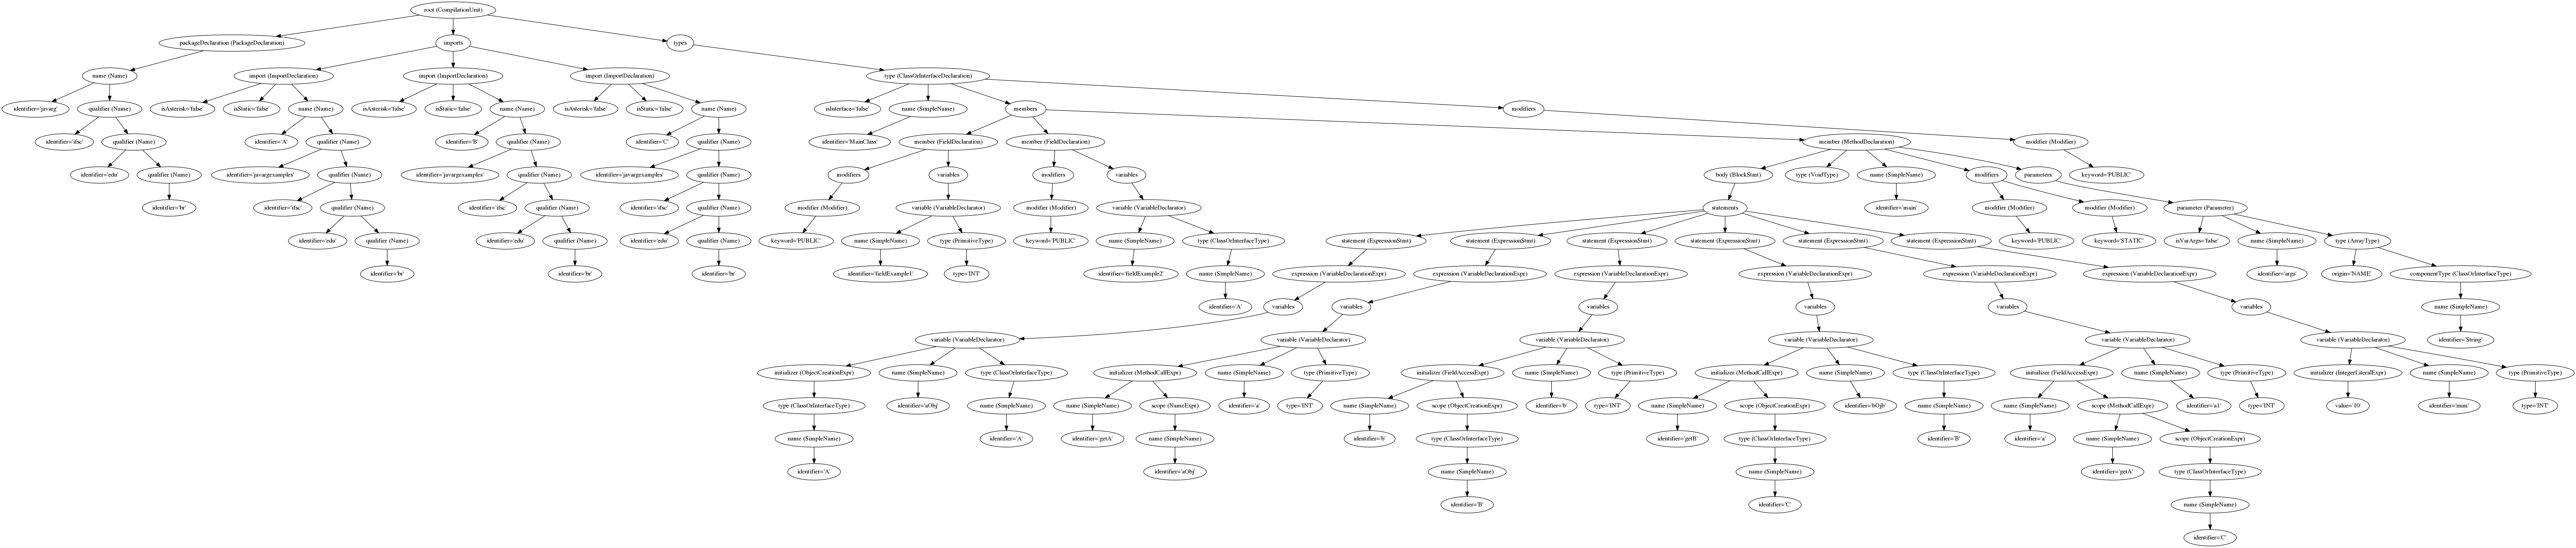 root (CompilationUnit)
packageDeclaration (PackageDeclaration) imports types
name (Name) import (ImportDeclaration) import (ImportDeclaration) import (ImportDeclaration) type (ClassOrInterfaceDeclaration)
identifier='javarg' qualifier (Name) isAsterisk='false' isStatic='false' name (Name) isAsterisk='false' isStatic='false' name (Name) isAsterisk='false' isStatic='false' name (Name) isInterface='false' name (SimpleName) members modifiers
identifier='ifsc' qualifier (Name) identifier='A' qualifier (Name) identifier='B' qualifier (Name) identifier='C' qualifier (Name) identifier='MainClass' member (FieldDeclaration) member (FieldDeclaration) member (MethodDeclaration) modifier (Modifier)
identifier='edu' qualifier (Name) identifier='javargexamples' qualifier (Name) identifier='javargexamples' qualifier (Name) identifier='javargexamples' qualifier (Name) modifiers variables modifiers variables body (BlockStmt) type (VoidType) name (SimpleName) modifiers parameters keyword='PUBLIC'
identifier='br' identifier='ifsc' qualifier (Name) identifier='ifsc' qualifier (Name) identifier='ifsc' qualifier (Name) modifier (Modifier) variable (VariableDeclarator) modifier (Modifier) variable (VariableDeclarator) statements identifier='main' modifier (Modifier) modifier (Modifier) parameter (Parameter)
identifier='edu' qualifier (Name) identifier='edu' qualifier (Name) identifier='edu' qualifier (Name) keyword='PUBLIC' name (SimpleName) type (PrimitiveType) keyword='PUBLIC' name (SimpleName) type (ClassOrInterfaceType) statement (ExpressionStmt) statement (ExpressionStmt) statement (ExpressionStmt) statement (ExpressionStmt) statement (ExpressionStmt) statement (ExpressionStmt) keyword='PUBLIC' keyword='STATIC' isVarArgs='false' name (SimpleName) type (ArrayType)
identifier='br' identifier='br' identifier='br' identifier='fieldExample1' type='INT' identifier='fieldExample2' name (SimpleName) expression (VariableDeclarationExpr) expression (VariableDeclarationExpr) expression (VariableDeclarationExpr) expression (VariableDeclarationExpr) expression (VariableDeclarationExpr) expression (VariableDeclarationExpr) identifier='args' origin='NAME' componentType (ClassOrInterfaceType)
identifier='A' variables variables variables variables variables variables name (SimpleName)
variable (VariableDeclarator) variable (VariableDeclarator) variable (VariableDeclarator) variable (VariableDeclarator) variable (VariableDeclarator) variable (VariableDeclarator) identifier='String'
initializer (ObjectCreationExpr) name (SimpleName) type (ClassOrInterfaceType) initializer (MethodCallExpr) name (SimpleName) type (PrimitiveType) initializer (FieldAccessExpr) name (SimpleName) type (PrimitiveType) initializer (MethodCallExpr) name (SimpleName) type (ClassOrInterfaceType) initializer (FieldAccessExpr) name (SimpleName) type (PrimitiveType) initializer (IntegerLiteralExpr) name (SimpleName) type (PrimitiveType)
type (ClassOrInterfaceType) identifier='aObj' name (SimpleName) name (SimpleName) scope (NameExpr) identifier='a' type='INT' name (SimpleName) scope (ObjectCreationExpr) identifier='b' type='INT' name (SimpleName) scope (ObjectCreationExpr) identifier='bOjb' name (SimpleName) name (SimpleName) scope (MethodCallExpr) identifier='a1' type='INT' value='10' identifier='num' type='INT'
name (SimpleName) identifier='A' identifier='getA' name (SimpleName) identifier='b' type (ClassOrInterfaceType) identifier='getB' type (ClassOrInterfaceType) identifier='B' identifier='a' name (SimpleName) scope (ObjectCreationExpr)
identifier='A' identifier='aObj' name (SimpleName) name (SimpleName) identifier='getA' type (ClassOrInterfaceType)
identifier='B' identifier='C' name (SimpleName)
identifier='C'